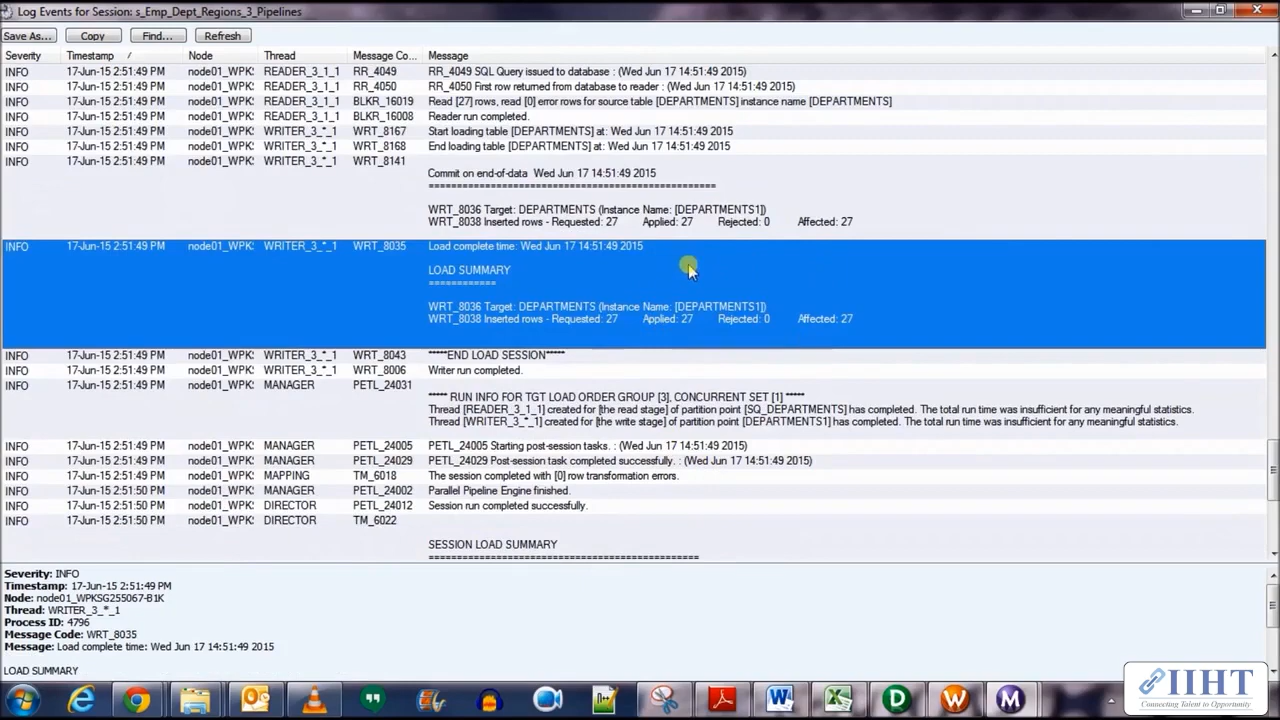 Log Events for Session: s_Emp_Dept_Regions_3_Pipelines
Save As... Copy Find... Refresh
Severity Timestamp / Node Thread Message Co... Message
INFO 17-Jun-15 2:51:49 PM node01_WPKS READER_3_1_1 RR_4049 RR_4049 SQL Query issued to database : (Wed Jun 17 14:51:49 2015)
INFO 17-Jun-15 2:51:49 PM node01_WPKS READER_3_1_1 RR_4050 RR_4050 First row returned from database to reader : (Wed Jun 17 14:51:49 2015)
INFO 17-Jun-15 2:51:49 PM node01_WPKS READER_3_1_1 BLKR_16019 Read [27] rows, read [0] error rows for source table [DEPARTMENTS] instance name [DEPARTMENTS]
INFO 17-Jun-15 2:51:49 PM node01_WPKS READER_3_1_1 BLKR_16008 Reader run completed.
INFO 17-Jun-15 2:51:49 PM node01_WPKS WRITER_3_*_1 WRT_8167 Start loading table [DEPARTMENTS] at: Wed Jun 17 14:51:49 2015
INFO 17-Jun-15 2:51:49 PM node01_WPKS WRITER_3_*_1 WRT_8168 End loading table [DEPARTMENTS] at: Wed Jun 17 14:51:49 2015
INFO 17-Jun-15 2:51:49 PM node01_WPKS WRITER_3_*_1 WRT_8141
Commit on end-of-data Wed Jun 17 14:51:49 2015
===================================================
WRT_8036 Target: DEPARTMENTS (Instance Name: [DEPARTMENTS1])
WRT_8038 Inserted rows - Requested: 27 Applied: 27 Rejected: 0 Affected: 27
INFO 17-Jun-15 2:51:49 PM node01_WPKS WRITER_3_*_1 WRT_8035 Load complete time: Wed Jun 17 14:51:49 2015
LOAD SUMMARY
============
WRT_8036 Target: DEPARTMENTS (Instance Name: [DEPARTMENTS1])
WRT_8038 Inserted rows - Requested: 27 Applied: 27 Rejected: 0 Affected: 27
INFO 17-Jun-15 2:51:49 PM node01_WPKS WRITER_3_*_1 WRT_8043 *****END LOAD SESSION*****
INFO 17-Jun-15 2:51:49 PM node01_WPKS WRITER_3_*_1 WRT_8006 Writer run completed.
INFO 17-Jun-15 2:51:49 PM node01_WPKS MANAGER PETL_24031
***** RUN INFO FOR TGT LOAD ORDER GROUP [3], CONCURRENT SET [1] *****
Thread [READER_3_1_1] created for [the read stage] of partition point [SQ_DEPARTMENTS] has completed. The total run time was insufficient for any meaningful statistics.
Thread [WRITER_3_*_1] created for [the write stage] of partition point [DEPARTMENTS1] has completed. The total run time was insufficient for any meaningful statistics.
INFO 17-Jun-15 2:51:49 PM node01_WPKS MANAGER PETL_24005 PETL_24005 Starting post-session tasks. : (Wed Jun 17 14:51:49 2015)
INFO 17-Jun-15 2:51:49 PM node01_WPKS MANAGER PETL_24029 PETL_24029 Post-session task completed successfully. : (Wed Jun 17 14:51:49 2015)
INFO 17-Jun-15 2:51:49 PM node01_WPKS MAPPING TM_6018 The session completed with [0] row transformation errors.
INFO 17-Jun-15 2:51:50 PM node01_WPKS MANAGER PETL_24002 Parallel Pipeline Engine finished.
INFO 17-Jun-15 2:51:50 PM node01_WPKS DIRECTOR PETL_24012 Session run completed successfully.
INFO 17-Jun-15 2:51:50 PM node01_WPKS DIRECTOR TM_6022
SESSION LOAD SUMMARY
================================================
Severity: INFO
Timestamp: 17-Jun-15 2:51:49 PM
Node: node01_WPKSG255067-B1K
Thread: WRITER_3_*_1
Process ID: 4796
Message Code: WRT_8035
Message: Load complete time: Wed Jun 17 14:51:49 2015
LOAD SUMMARY
IIHT
Connecting Talent to Opportunity